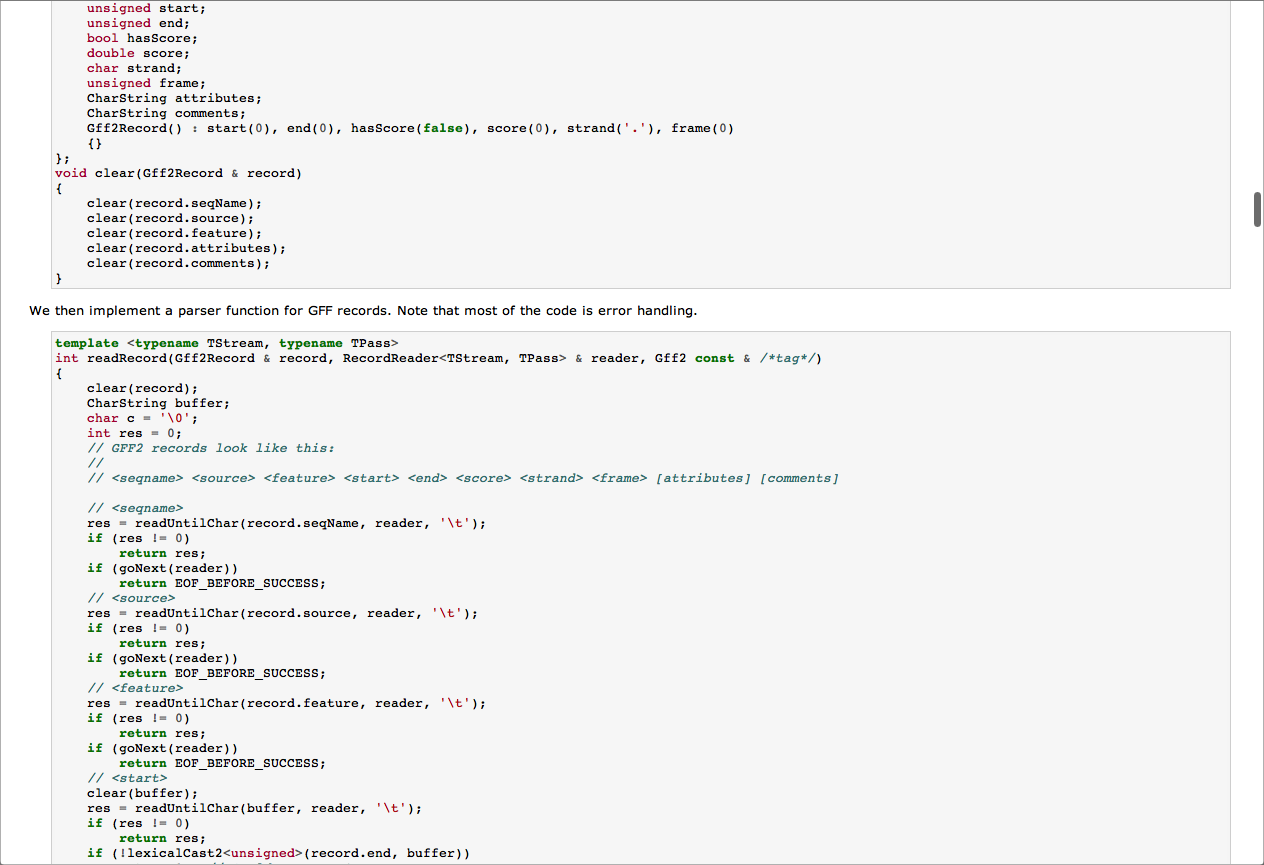 unsigned start;
    unsigned end;
    bool hasScore;
    double score;
    char strand;
    unsigned frame;
    CharString attributes;
    CharString comments;
    Gff2Record() : start(0), end(0), hasScore(false), score(0), strand('.'), frame(0)
    {}
};
void clear(Gff2Record & record)
{
    clear(record.seqName);
    clear(record.source);
    clear(record.feature);
    clear(record.attributes);
    clear(record.comments);
}
We then implement a parser function for GFF records. Note that most of the code is error handling.
template <typename TStream, typename TPass>
int readRecord(Gff2Record & record, RecordReader<TStream, TPass> & reader, Gff2 const & /*tag*/)
{
    clear(record);
    CharString buffer;
    char c = '\0';
    int res = 0;
    // GFF2 records look like this:
    //
    // <seqname> <source> <feature> <start> <end> <score> <strand> <frame> [attributes] [comments]

    // <seqname>
    res = readUntilChar(record.seqName, reader, '\t');
    if (res != 0)
        return res;
    if (goNext(reader))
        return EOF_BEFORE_SUCCESS;
    // <source>
    res = readUntilChar(record.source, reader, '\t');
    if (res != 0)
        return res;
    if (goNext(reader))
        return EOF_BEFORE_SUCCESS;
    // <feature>
    res = readUntilChar(record.feature, reader, '\t');
    if (res != 0)
        return res;
    if (goNext(reader))
        return EOF_BEFORE_SUCCESS;
    // <start>
    clear(buffer);
    res = readUntilChar(buffer, reader, '\t');
    if (res != 0)
        return res;
    if (!lexicalCast2<unsigned>(record.end, buffer))